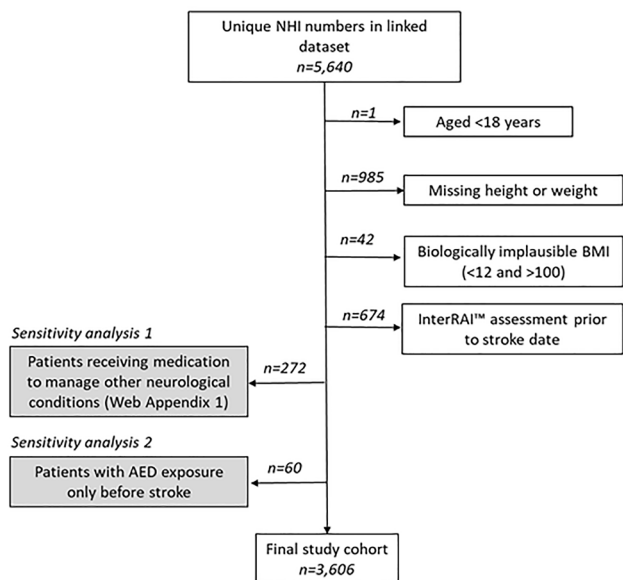 Unique NHI numbers in linked
dataset
n=5,640
n=1
Aged <18 years
n=985
Missing height or weight
n=42
Biologically implausible BMI
(<12 and >100)
n=674
InterRAI™ assessment prior
to stroke date
Sensitivity analysis 1
Patients receiving medication
to manage other neurological
conditions (Web Appendix 1)
n=272
Sensitivity analysis 2
Patients with AED exposure
only before stroke
n=60
Final study cohort
n=3,606